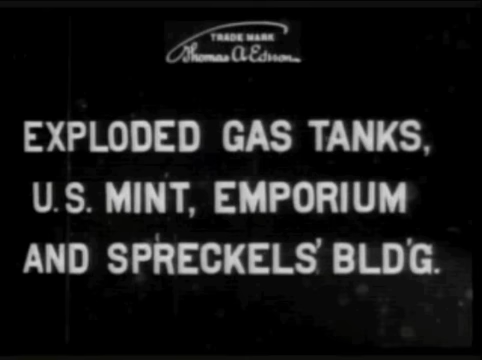 TRADE MARK
Thomas A Edison
EXPLODED GAS TANKS,
U.S. MINT, EMPORIUM
AND SPRECKELS' BLD'G.